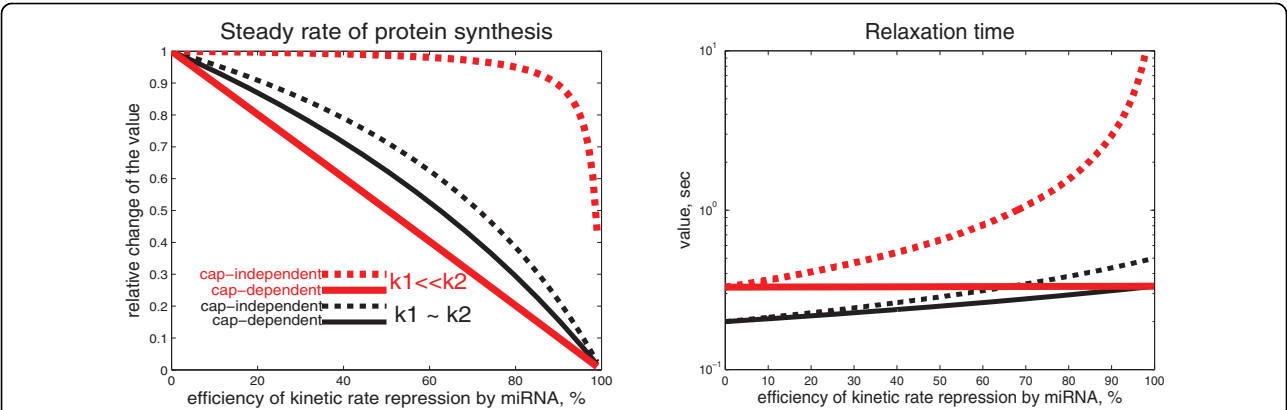 Steady rate of protein synthesis
relative change of the value
1
0.9
0.8
0.7
0.6
0.5
0.4
0.3
0.2
0.1
0
0 20 40 60 80 100
efficiency of kinetic rate repression by miRNA, %
cap-independent
cap-dependent
k1<<k2
cap-independent
cap-dependent
k1 ~ k2
Relaxation time
value, sec
10^1
10^0
10^-1
0 10 20 30 40 50 60 70 80 90 100
efficiency of kinetic rate repression by miRNA, %